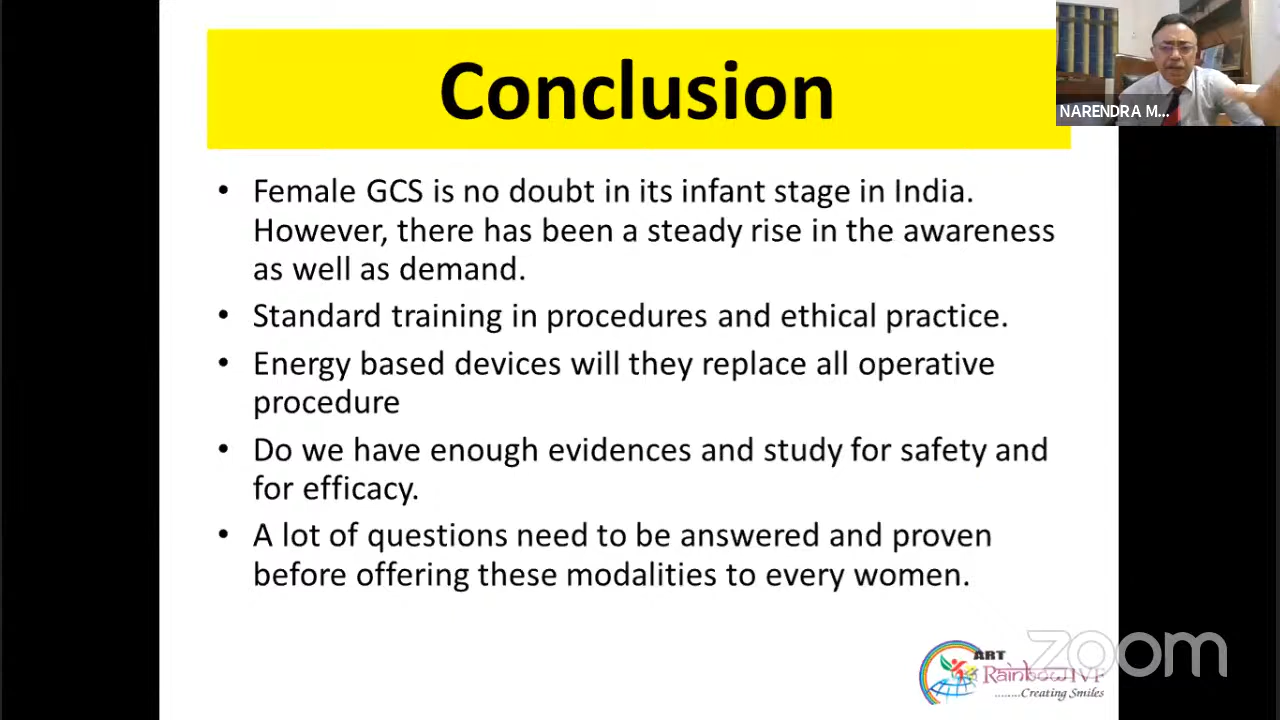 Conclusion
NARENDRA M...
• Female GCS is no doubt in its infant stage in India.
However, there has been a steady rise in the awareness
as well as demand.
• Standard training in procedures and ethical practice.
• Energy based devices will they replace all operative
procedure
• Do we have enough evidences and study for safety and
for efficacy.
• A lot of questions need to be answered and proven
before offering these modalities to every women.
zoom
ART
Rainbow IVF
........Creating Smiles